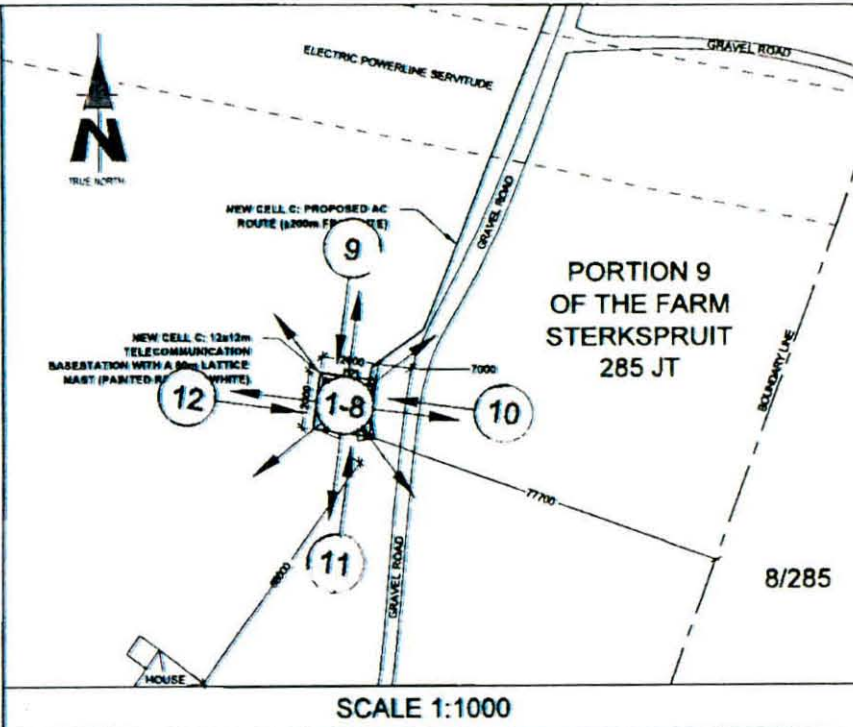 GRAVEL ROAD
ELECTRIC POWERLINE SERVITUDE
N
TRUE NORTH
NEW CELL C: PROPOSED AC
ROUTE
GRAVEL ROAD
9
PORTION 9
OF THE FARM
STERKSPRUIT
285 JT
BOUNDARY LINE
NEW CELL C: 12x12m
TELECOMMUNICATION
BASESTATION WITH A LATTICE
MAST (PAINTED WHITE)
7000
12
1-8
10
77700
11
GRAVEL ROAD
8/285
HOUSE
SCALE 1:1000